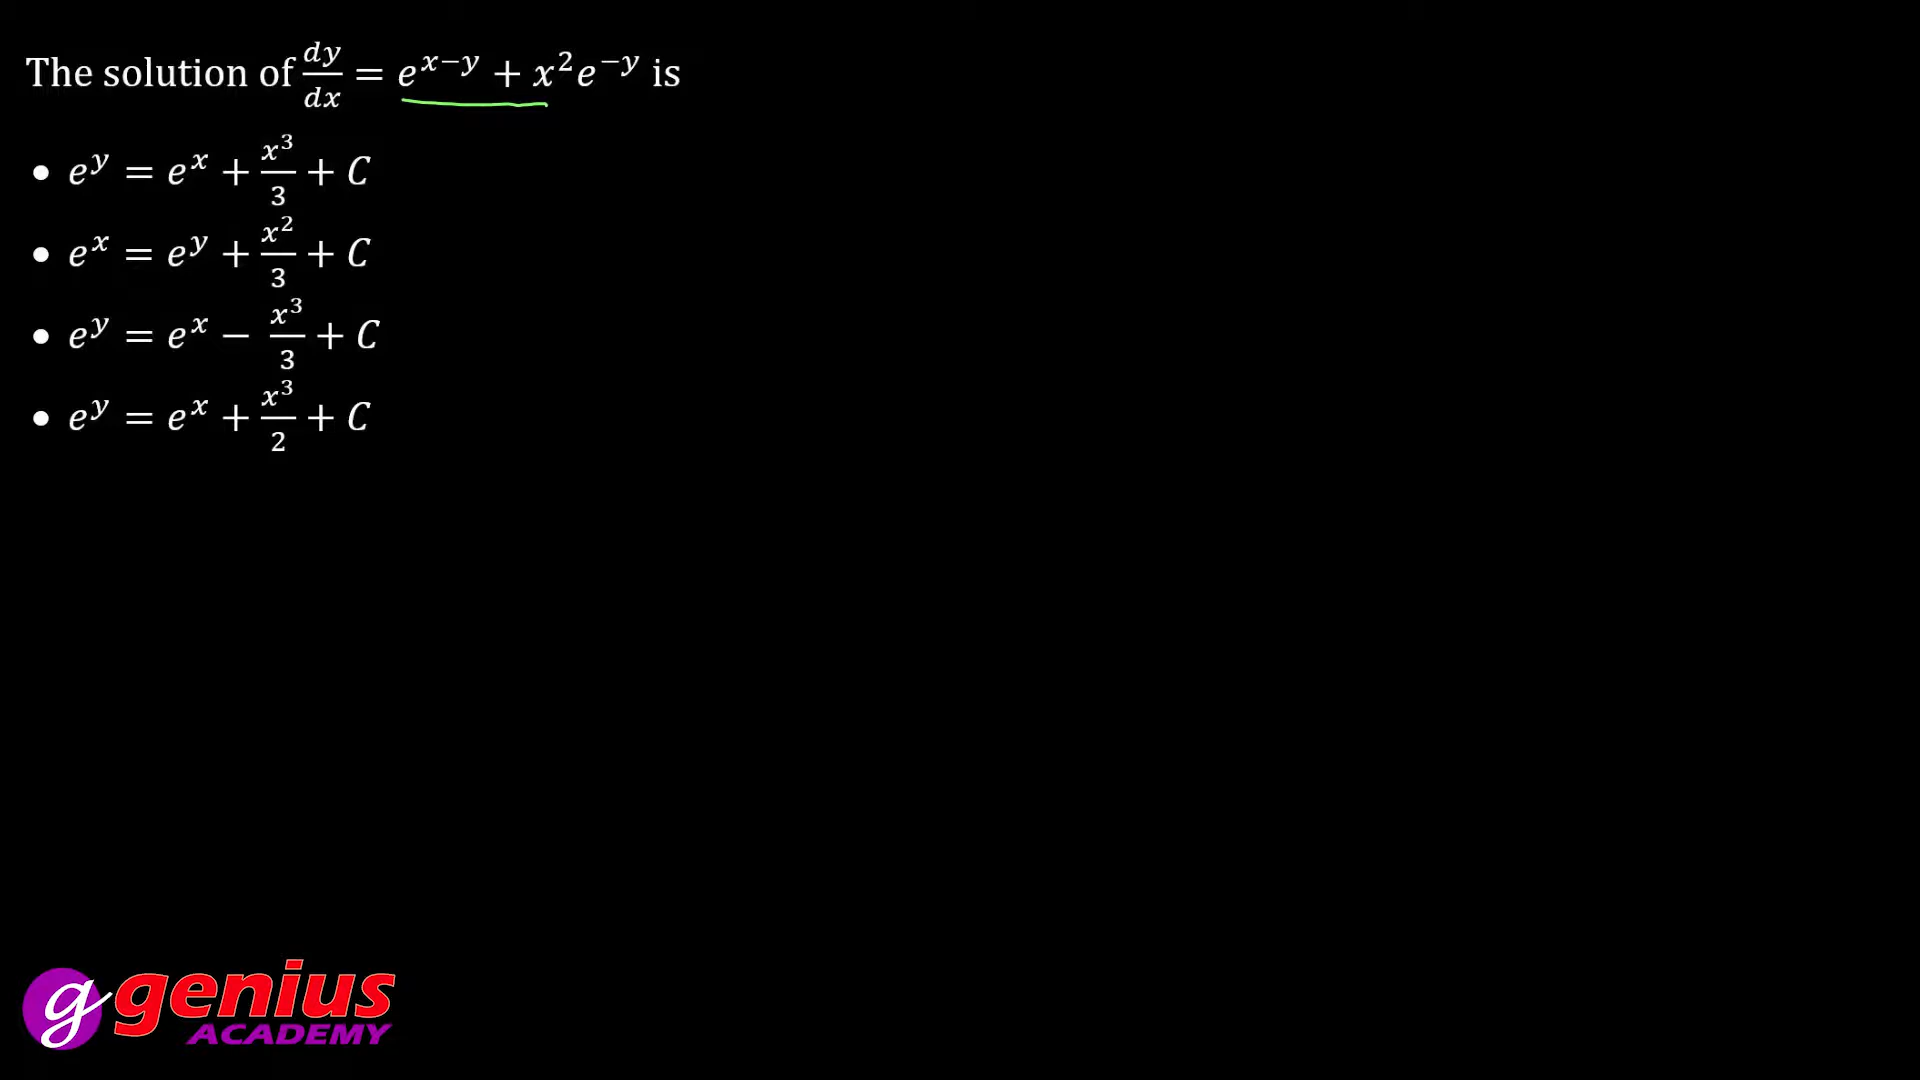 The solution of dy/dx = e^{x−y} + x^2 e^{−y} is
• e^y = e^x + x^3/3 + C
• e^x = e^y + x^2/3 + C
• e^y = e^x − x^3/3 + C
• e^y = e^x + x^3/2 + C
g genius
ACADEMY